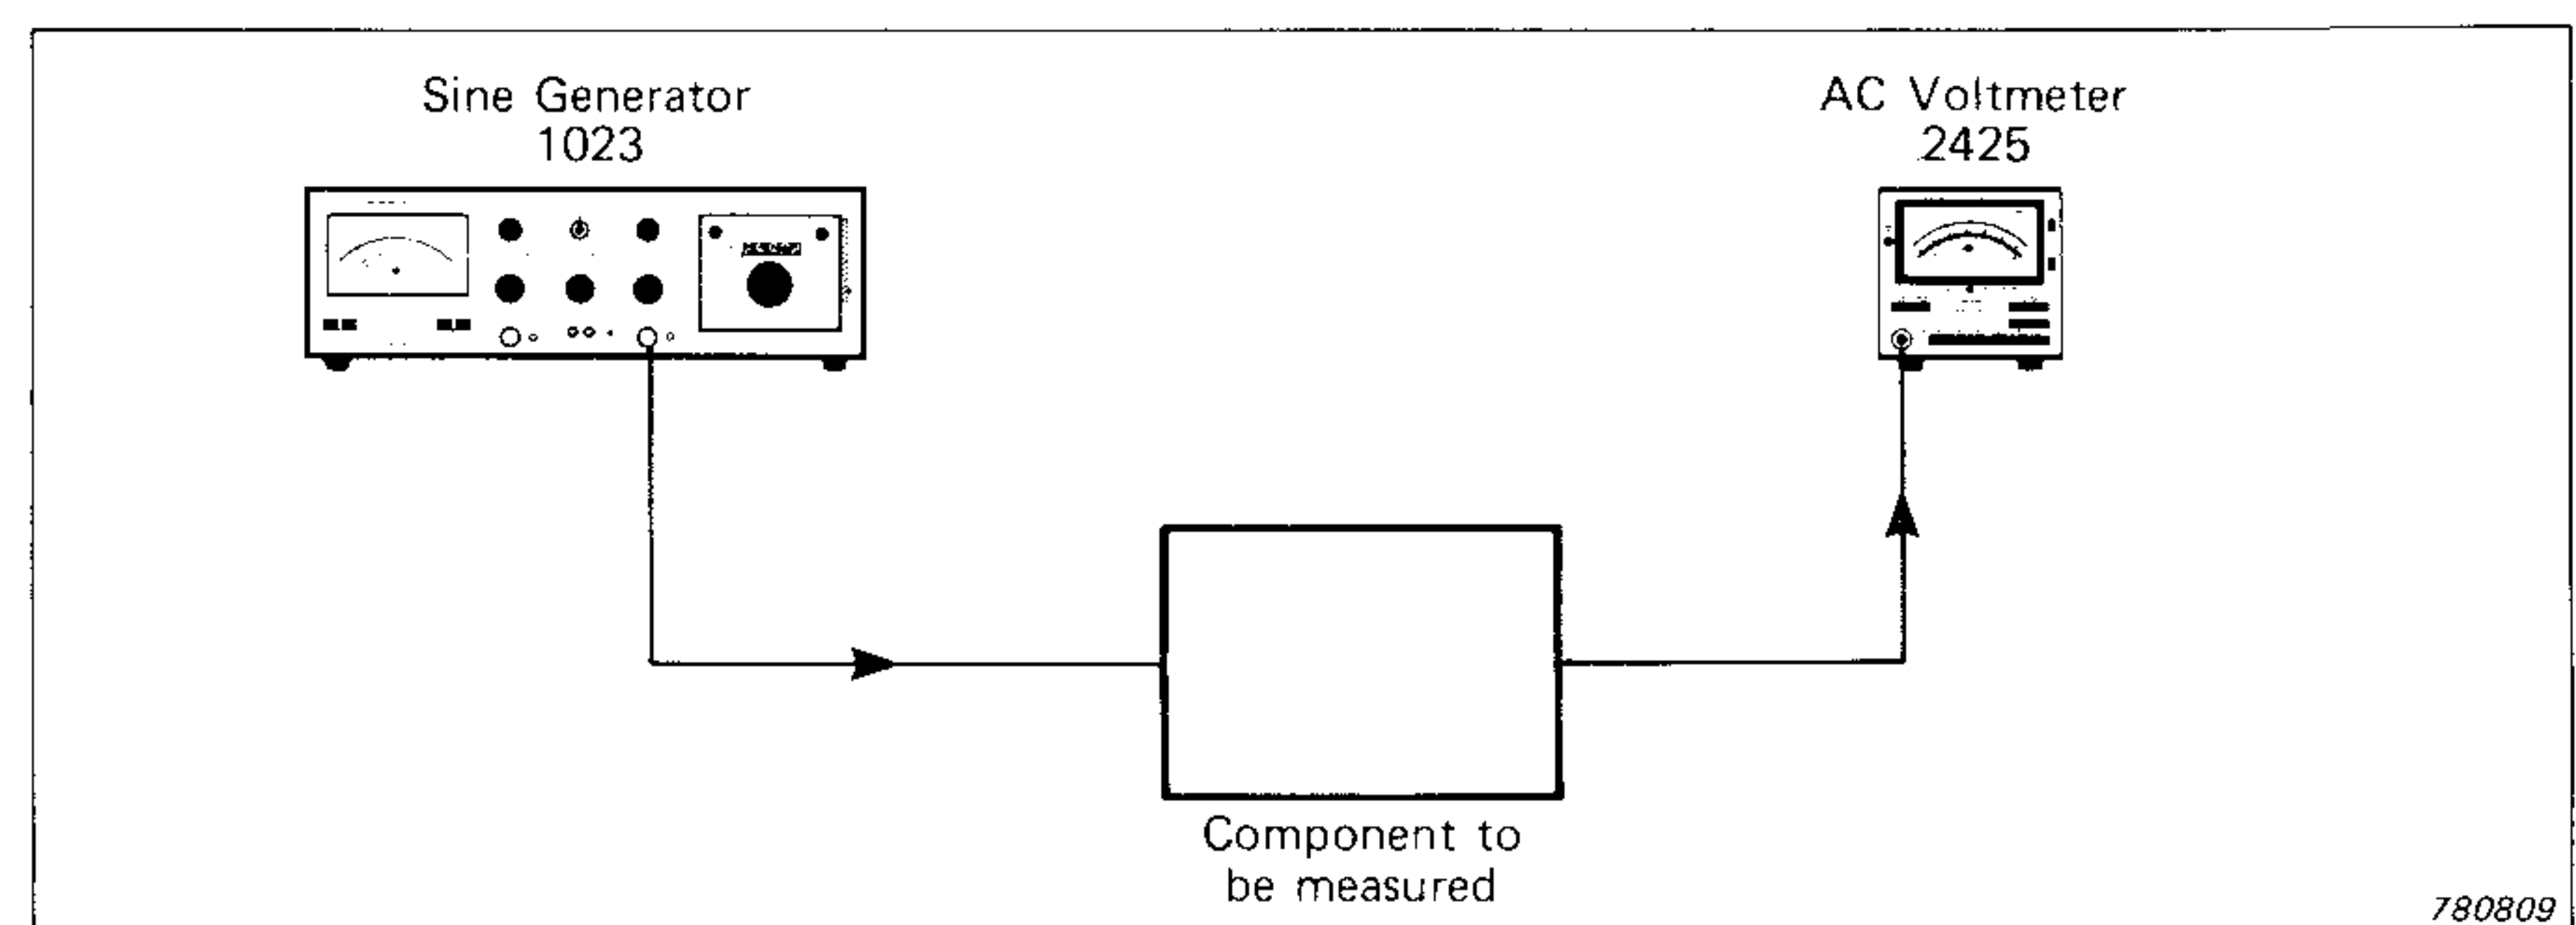 Sine Generator
1023
AC Voltmeter
2425
Component to
be measured
780809